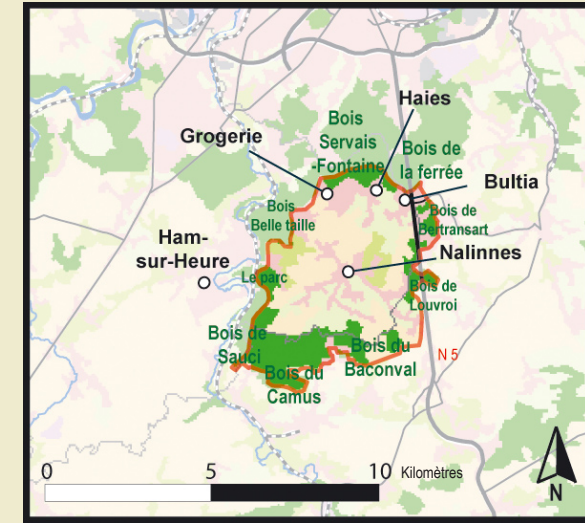 Haies
Bois
Servais
-Fontaine
Grogerie
Bois de
la ferrée
Bultia
Bois
Belle taille
Bois de
Bertransart
Ham-
sur-Heure
Nalinnes
Le parc
Bois de
Louvroi
Bois de
Sauci
Bois du
Baconval
N 5
Bois du
Camus
0 5 10 Kilomètres
N